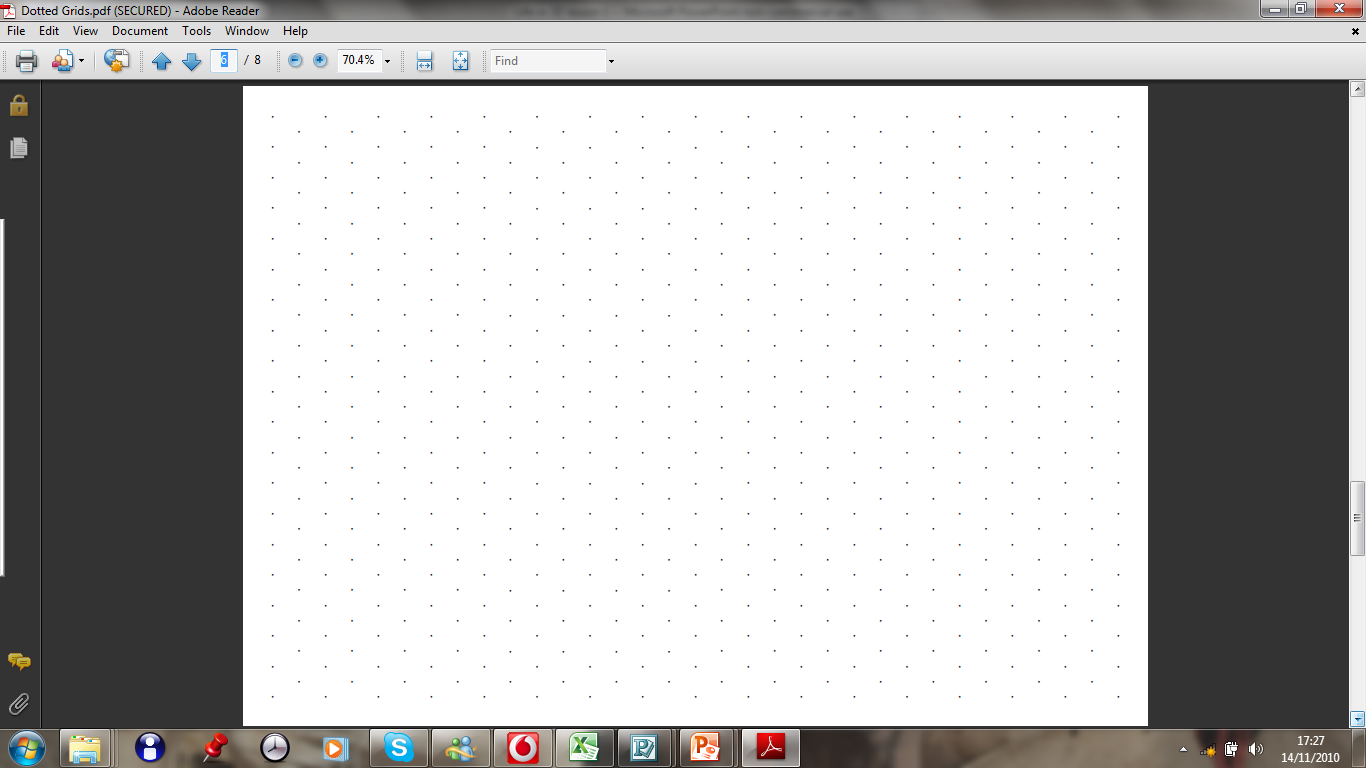 Dotted Grids.pdf (SECURED) - Adobe Reader
File Edit View Document Tools Window Help
6 / 8 70.4% Find
17:27
14/11/2010